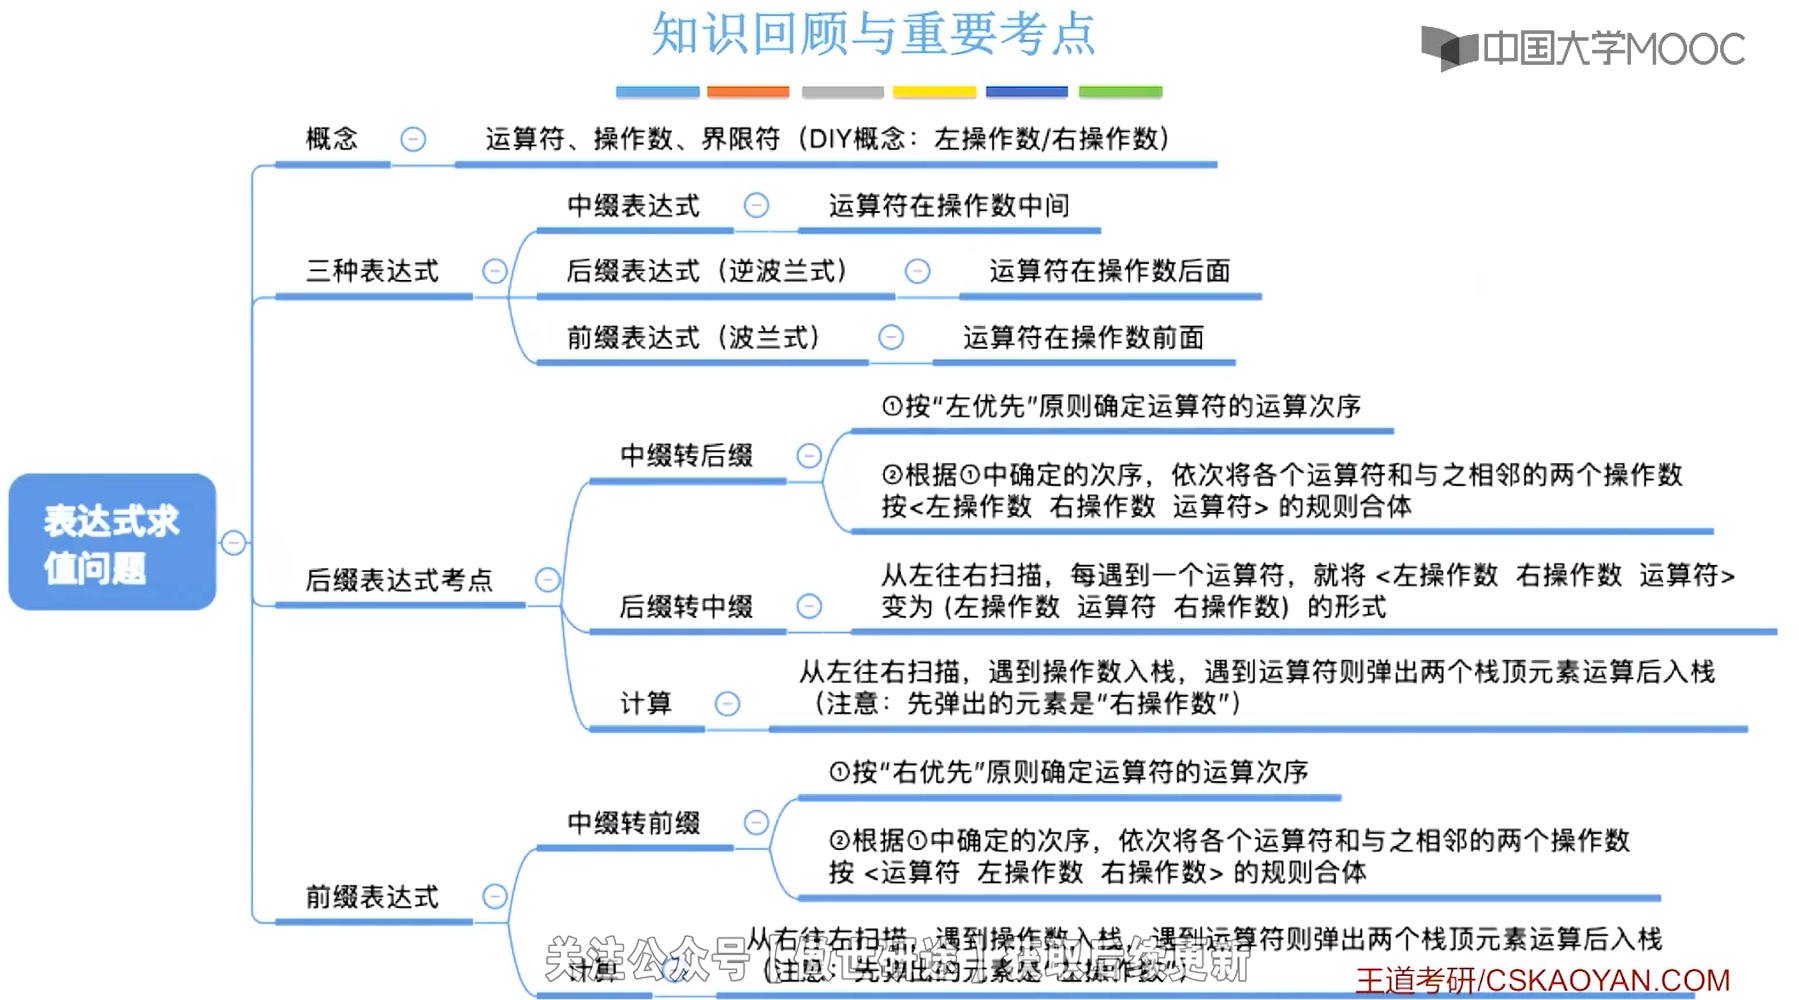 知识回顾与重要考点
中国大学MOOC
概念
运算符、操作数、界限符（DIY概念：左操作数/右操作数）
三种表达式
中缀表达式
运算符在操作数中间
后缀表达式（逆波兰式）
运算符在操作数后面
前缀表达式（波兰式）
运算符在操作数前面
表达式求
值问题
后缀表达式考点
中缀转后缀
①按“左优先”原则确定运算符的运算次序
②根据①中确定的次序，依次将各个运算符和与之相邻的两个操作数
按<左操作数 右操作数 运算符> 的规则合体
后缀转中缀
从左往右扫描，每遇到一个运算符，就将 <左操作数 右操作数 运算符>
变为 (左操作数 运算符 右操作数) 的形式
计算
从左往右扫描，遇到操作数入栈，遇到运算符则弹出两个栈顶元素运算后入栈
（注意：先弹出的元素是“右操作数”）
前缀表达式
中缀转前缀
①按“右优先”原则确定运算符的运算次序
②根据①中确定的次序，依次将各个运算符和与之相邻的两个操作数
按 <运算符 左操作数 右操作数> 的规则合体
计算
从右往左扫描，遇到操作数入栈，遇到运算符则弹出两个栈顶元素运算后入栈
（注意：先弹出的元素是“左操作数”）
关注公众号【傲世研途】获取后续更新
王道考研/CSKAOYAN.COM